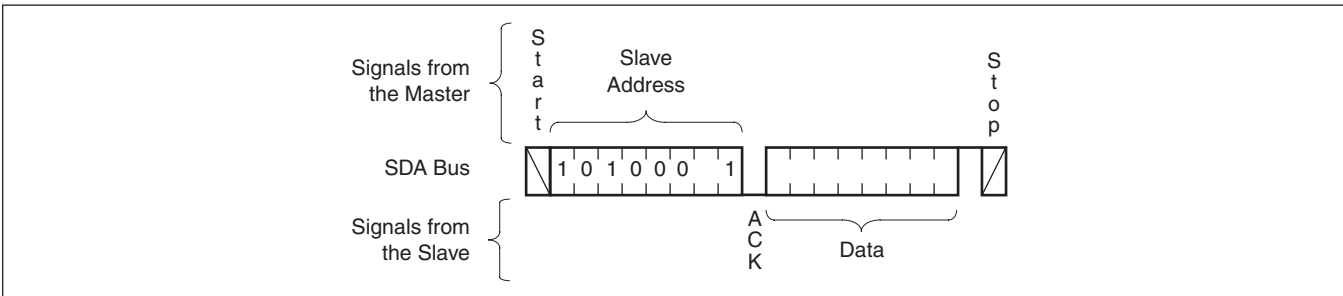 Signals from
the Master
Start
Slave
Address
Stop
SDA Bus
1 0 1 0 0 0 1
Signals from
the Slave
ACK
Data